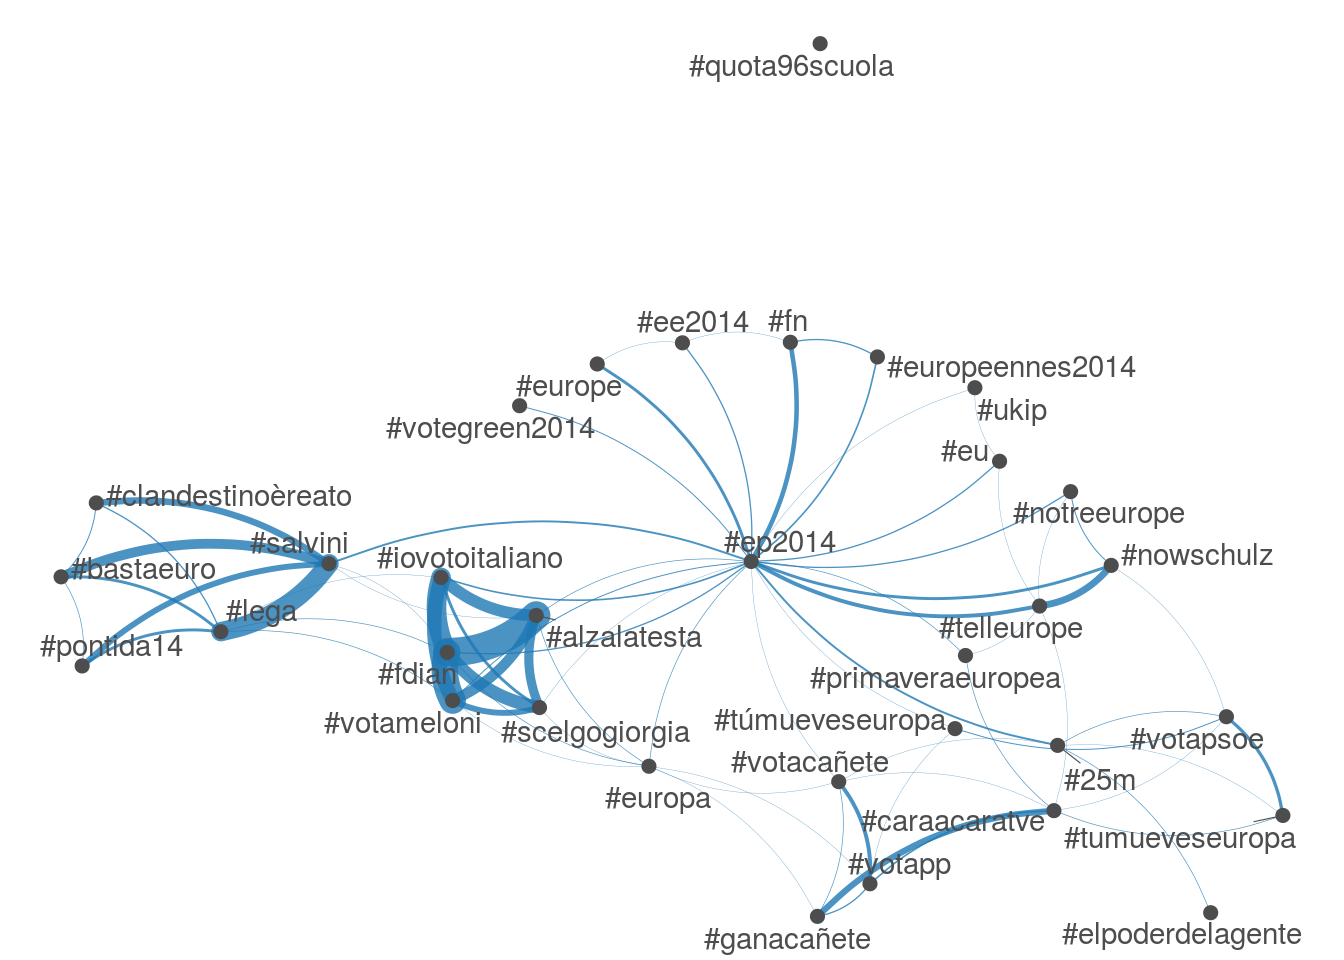 #quota96scuola
#ee2014
#fn
#europeennes2014
#europe
#ukip
#votegreen2014
#eu
#clandestinoèreato
#notreeurope
#salvini
#ep2014
#iovotoitaliano
#nowschulz
#bastaeuro
#lega
#telleurope
#alzalatesta
#pontida14
#fdian
#primaveraeuropea
#votameloni
#túmueveseuropa
#scelgogiorgia
#votapsoe
#votacañete
#25m
#europa
#caraacaratve
#tumueveseuropa
#votapp
#elpoderdelagente
#ganacañete